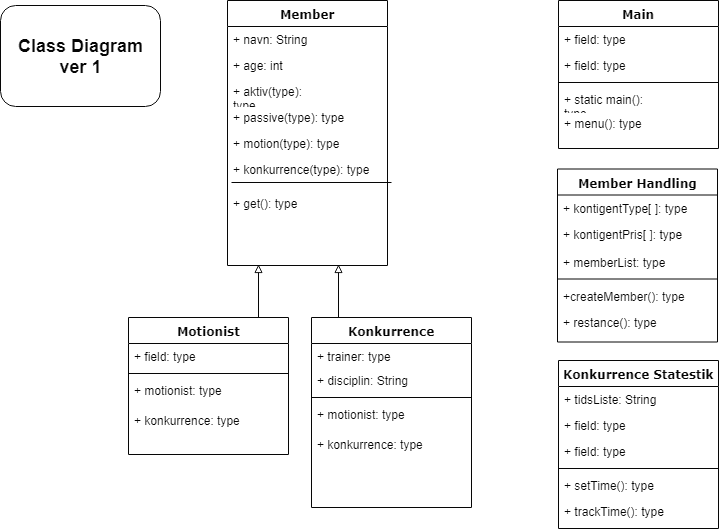 Class Diagram
ver 1
Member
+ navn: String
+ age: int
+ aktiv(type):
type
+ passive(type): type
+ motion(type): type
+ konkurrence(type): type
+ get(): type
Motionist
+ field: type
+ motionist: type
+ konkurrence: type
Konkurrence
+ trainer: type
+ disciplin: String
+ motionist: type
+ konkurrence: type
Main
+ field: type
+ field: type
+ static main():
type
+ menu(): type
Member Handling
+ kontigentType[ ]: type
+ kontigentPris[ ]: type
+ memberList: type
+createMember(): type
+ restance(): type
Konkurrence Statestik
+ tidsListe: String
+ field: type
+ field: type
+ setTime(): type
+ trackTime(): type